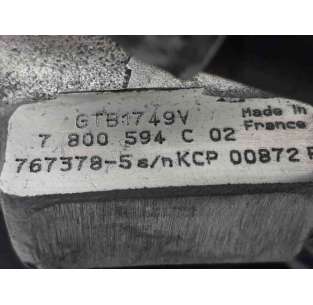 GTB1749V
Made in
7 800 594 C 02
France
767378-5 s/n KCP 00872 P